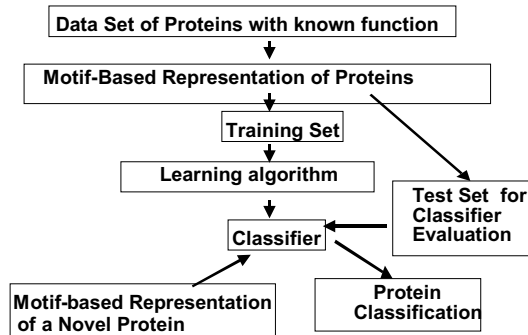 Data Set of Proteins with known function
Motif-Based Representation of Proteins
Training Set
Learning algorithm
Test Set for
Classifier
Evaluation
Classifier
Motif-based Representation
of a Novel Protein
Protein
Classification